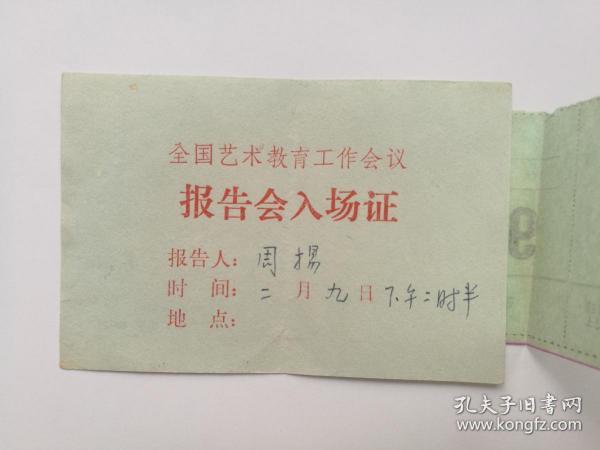 全国艺术教育工作会议
报告会入场证
报告人：周扬
时　间：二月九日下午二时半
地　点：
9
孔夫子旧书网
www.kongfz.com